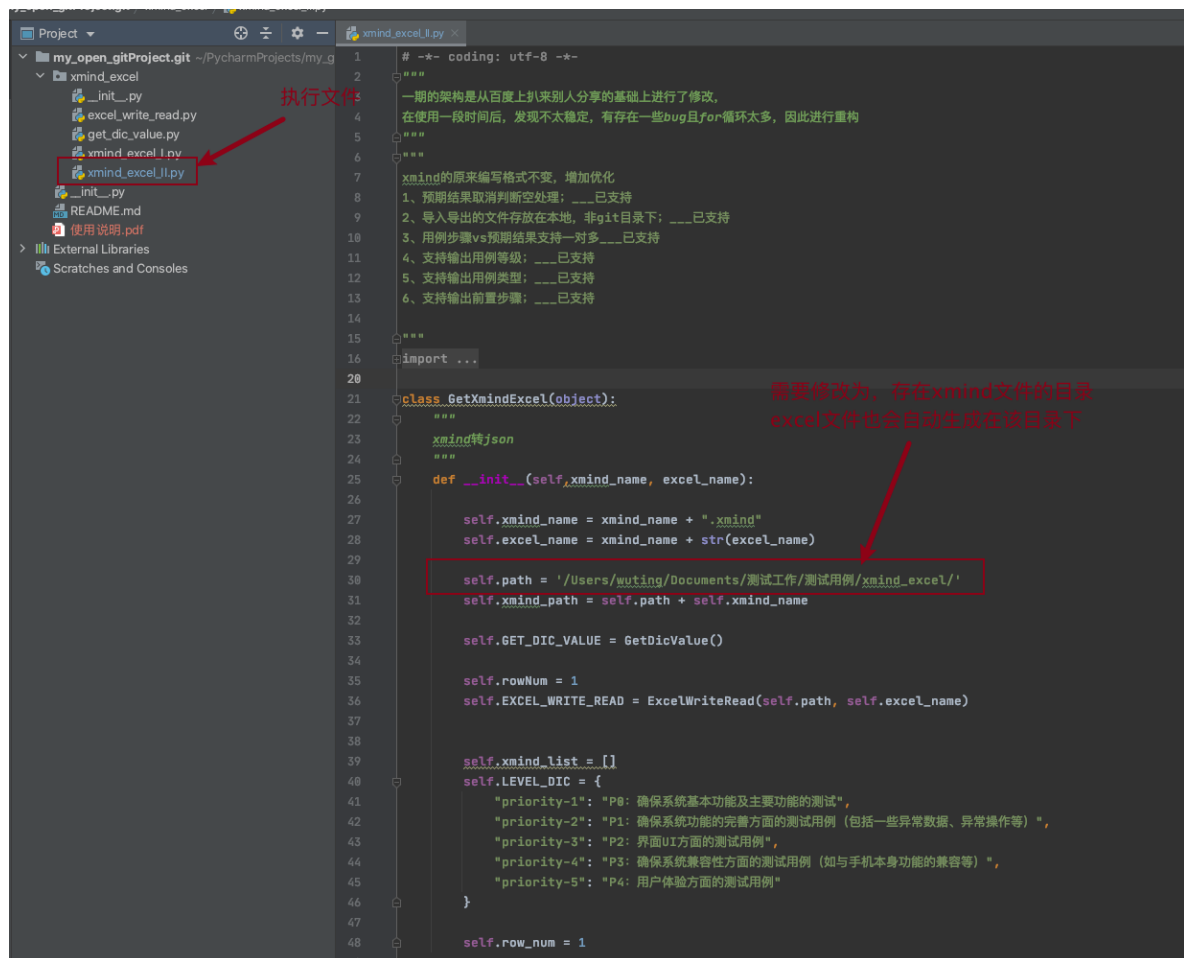 Project
xmind_excel_II.py
my_open_gitProject.git ~/PycharmProjects/my_g
xmind_excel
__init__.py
excel_write_read.py
get_dic_value.py
xmind_excel_I.py
xmind_excel_II.py
__init__.py
README.md
使用说明.pdf
External Libraries
Scratches and Consoles
执行文件
1 # -*- coding: utf-8 -*-
2 """
3 一期的架构是从百度上扒来别人分享的基础上进行了修改,
4 在使用一段时间后，发现不太稳定，有存在一些bug且for循环太多，因此进行重构
5 """
6 """
7 xmind的原来编写格式不变，增加优化
8 1、预期结果取消判断空处理；___已支持
9 2、导入导出的文件存放在本地，非git目录下；___已支持
10 3、用例步骤vs预期结果支持一对多___已支持
11 4、支持输出用例等级；___已支持
12 5、支持输出用例类型；___已支持
13 6、支持输出前置步骤；___已支持
14
15 """
16 import ...
20
需要修改为，存在xmind文件的目录
excel文件也会自动生成在该目录下
21 class GetXmindExcel(object):
22 """
23 xmind转json
24 """
25 def __init__(self,xmind_name, excel_name):
26
27 self.xmind_name = xmind_name + ".xmind"
28 self.excel_name = xmind_name + str(excel_name)
29
30 self.path = '/Users/wuting/Documents/测试工作/测试用例/xmind_excel/'
31 self.xmind_path = self.path + self.xmind_name
32
33 self.GET_DIC_VALUE = GetDicValue()
34
35 self.rowNum = 1
36 self.EXCEL_WRITE_READ = ExcelWriteRead(self.path, self.excel_name)
37
38
39 self.xmind_list = []
40 self.LEVEL_DIC = {
41 "priority-1": "P0: 确保系统基本功能及主要功能的测试",
42 "priority-2": "P1: 确保系统功能的完善方面的测试用例（包括一些异常数据、异常操作等）",
43 "priority-3": "P2: 界面UI方面的测试用例",
44 "priority-4": "P3: 确保系统兼容性方面的测试用例（如与手机本身功能的兼容等）",
45 "priority-5": "P4: 用户体验方面的测试用例"
46 }
47
48 self.row_num = 1